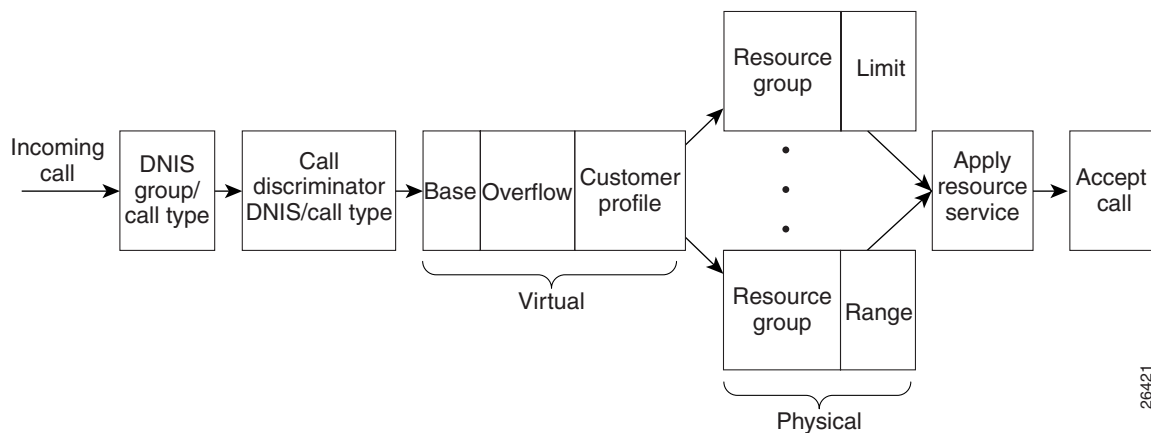 Incoming
call
DNIS
group/
call type
Call
discriminator
DNIS/call type
Base
Overflow
Customer
profile
Virtual
Resource
group
Limit
Resource
group
Range
Physical
Apply
resource
service
Accept
call
26421